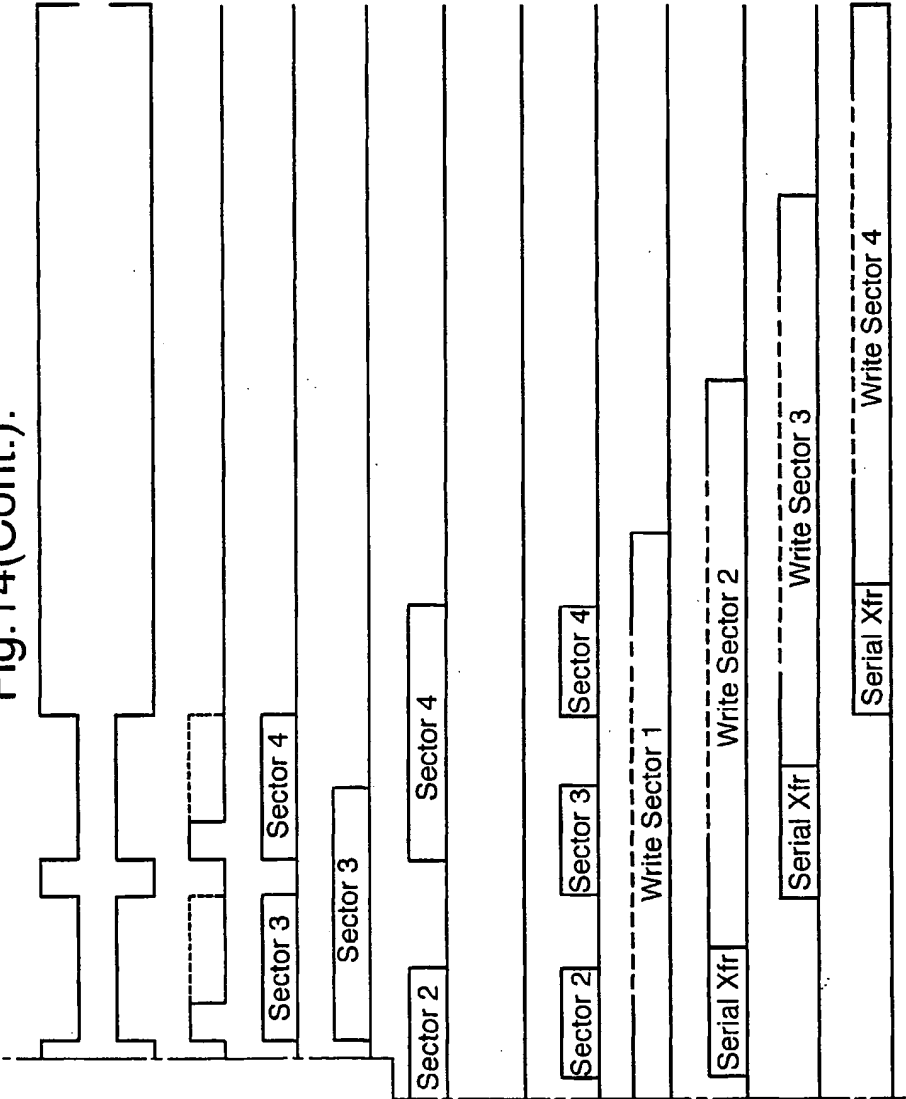 Fig.14(Cont.).
Sector 3
Sector 4
Sector 3
Sector 2
Sector 4
Sector 2
Sector 3
Sector 4
Write Sector 1
Serial Xfr
Write Sector 2
Serial Xfr
Write Sector 3
Serial Xfr
Write Sector 4